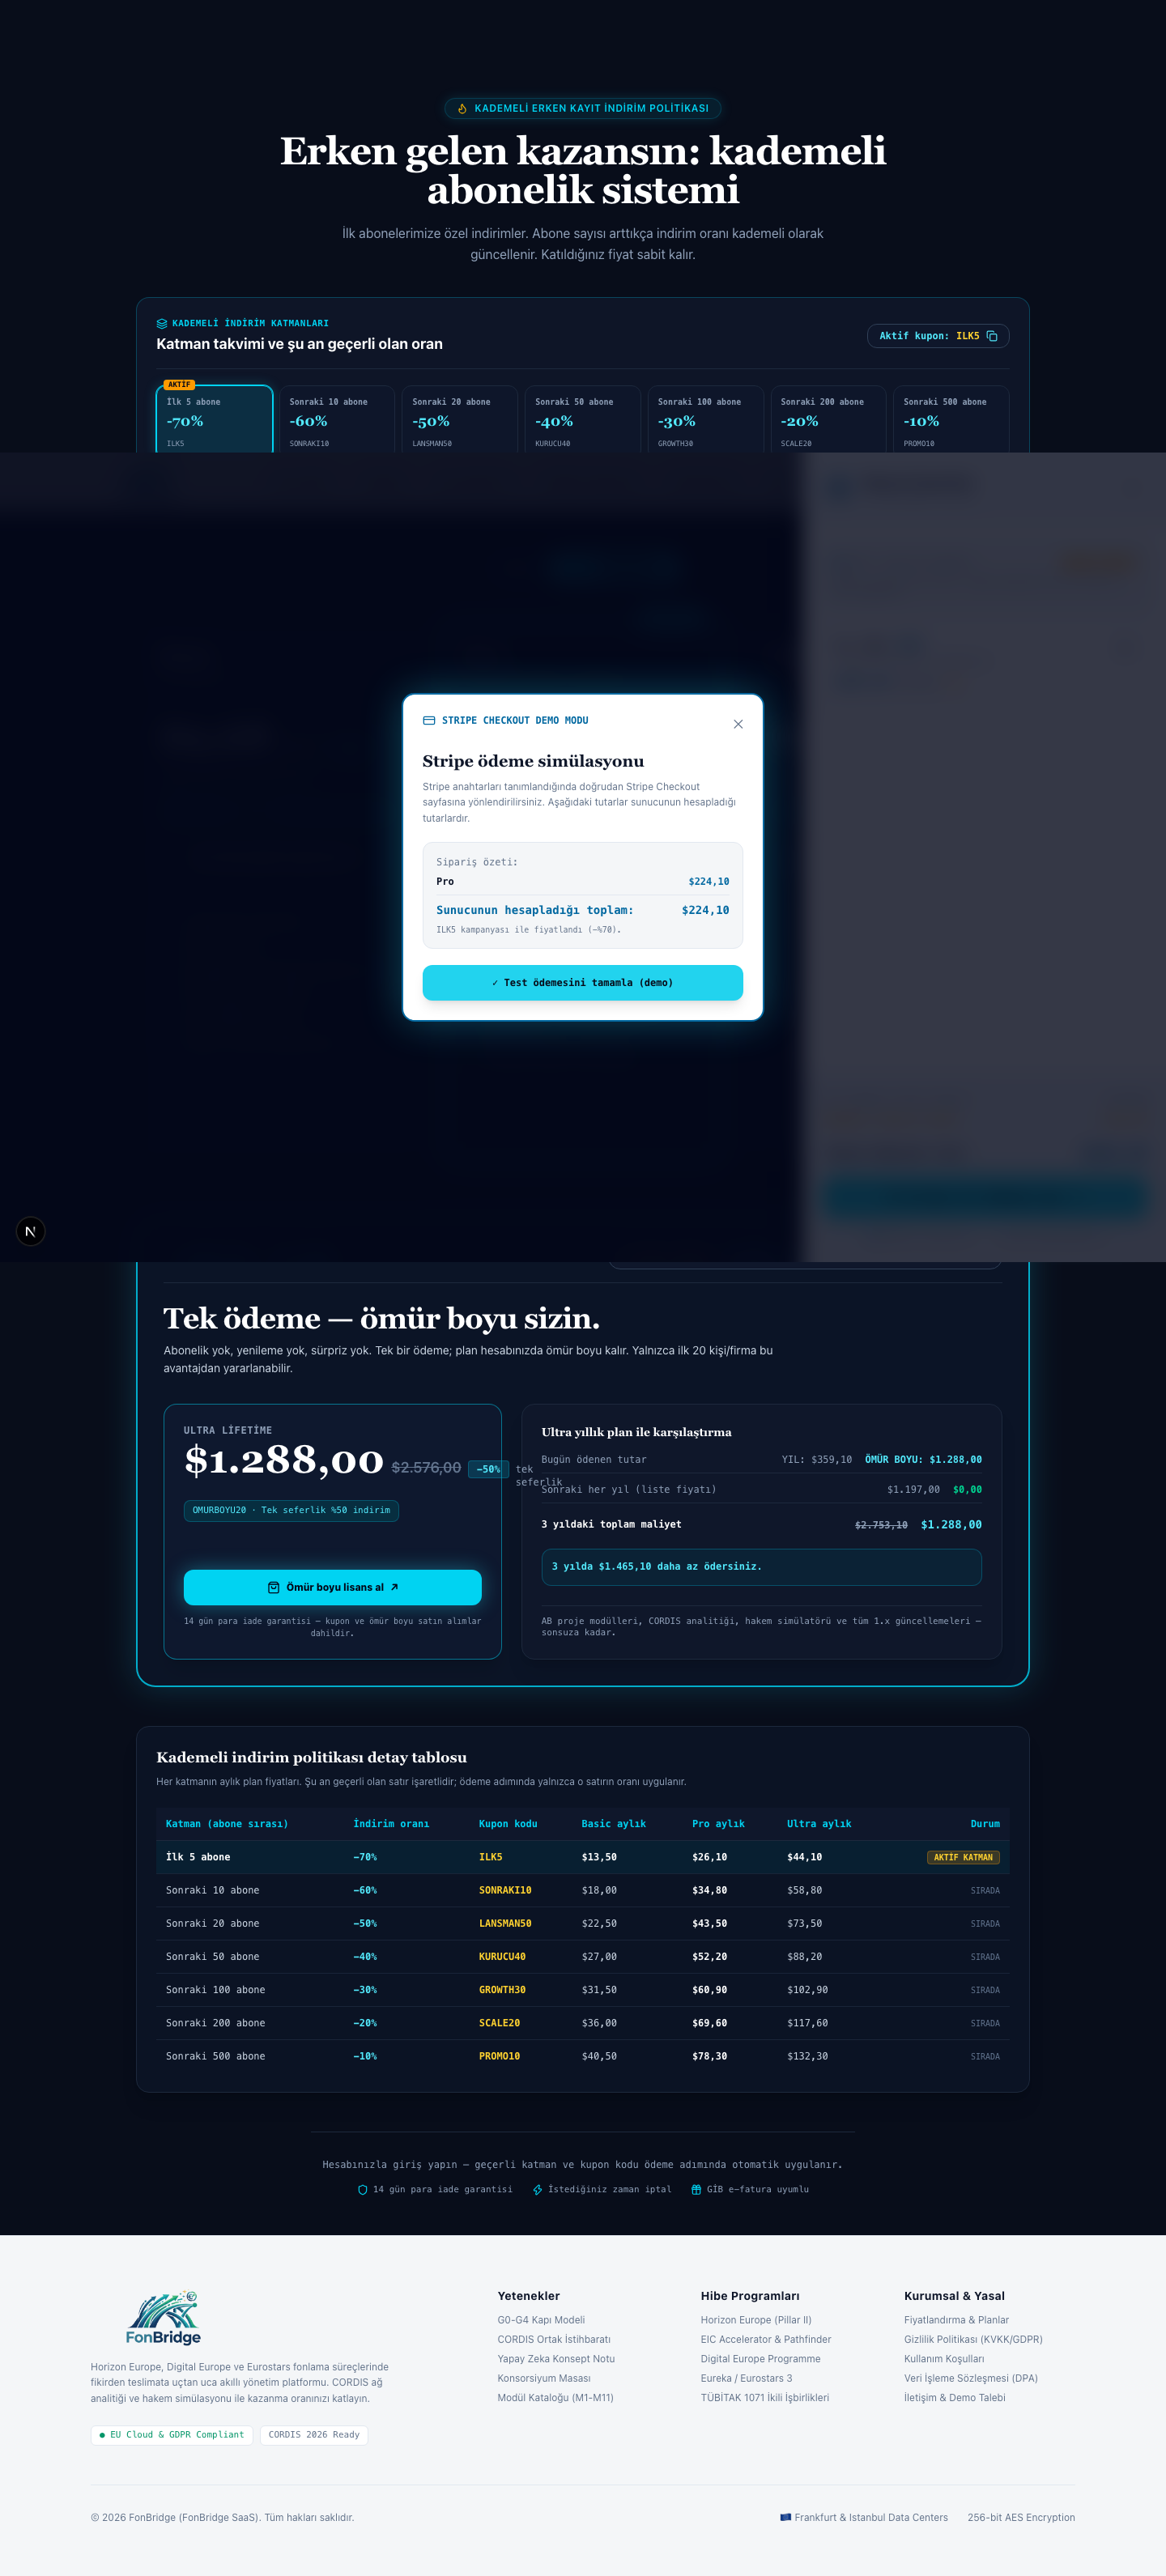 KADEMELİ ERKEN KAYIT İNDİRİM POLİTİKASI
Erken gelen kazansın: kademeli
abonelik sistemi
İlk abonelerimize özel indirimler. Abone sayısı arttıkça indirim oranı kademeli olarak
güncellenir. Katıldığınız fiyat sabit kalır.
KADEMELİ İNDİRİM KATMANLARI
Katman takvimi ve şu an geçerli olan oran
Aktif kupon: ILK5
AKTİF
İlk 5 abone
-70%
ILK5
Sonraki 10 abone
-60%
SONRAKI10
Sonraki 20 abone
-50%
LANSMAN50
Sonraki 50 abone
-40%
KURUCU40
Sonraki 100 abone
-30%
GROWTH30
Sonraki 200 abone
-20%
SCALE20
Sonraki 500 abone
-10%
PROMO10
STRIPE CHECKOUT DEMO MODU
Stripe ödeme simülasyonu
Stripe anahtarları tanımlandığında doğrudan Stripe Checkout
sayfasına yönlendirilirsiniz. Aşağıdaki tutarlar sunucunun hesapladığı
tutarlardır.
Sipariş özeti:
Pro $224,10
Sunucunun hesapladığı toplam: $224,10
ILK5 kampanyası ile fiyatlandı (-%70).
✓ Test ödemesini tamamla (demo)
N
Tek ödeme — ömür boyu sizin.
Abonelik yok, yenileme yok, sürpriz yok. Tek bir ödeme; plan hesabınızda ömür boyu kalır. Yalnızca ilk 20 kişi/firma bu
avantajdan yararlanabilir.
ULTRA LİFETİME
$1.288,00 $2.576,00 -50% tek
seferlik
OMURBOYU20 · Tek seferlik %50 indirim
Ömür boyu lisans al ↗
14 gün para iade garantisi — kupon ve ömür boyu satın alımlar
dahildir.
Ultra yıllık plan ile karşılaştırma
Bugün ödenen tutar YIL: $359,10 ÖMÜR BOYU: $1.288,00
Sonraki her yıl (liste fiyatı) $1.197,00 $0,00
3 yıldaki toplam maliyet $2.753,10 $1.288,00
3 yılda $1.465,10 daha az ödersiniz.
AB proje modülleri, CORDIS analitiği, hakem simülatörü ve tüm 1.x güncellemeleri —
sonsuza kadar.
Kademeli indirim politikası detay tablosu
Her katmanın aylık plan fiyatları. Şu an geçerli olan satır işaretlidir; ödeme adımında yalnızca o satırın oranı uygulanır.
Katman (abone sırası) İndirim oranı Kupon kodu Basic aylık Pro aylık Ultra aylık Durum
İlk 5 abone -70% ILK5 $13,50 $26,10 $44,10 AKTİF KATMAN
Sonraki 10 abone -60% SONRAKI10 $18,00 $34,80 $58,80 SIRADA
Sonraki 20 abone -50% LANSMAN50 $22,50 $43,50 $73,50 SIRADA
Sonraki 50 abone -40% KURUCU40 $27,00 $52,20 $88,20 SIRADA
Sonraki 100 abone -30% GROWTH30 $31,50 $60,90 $102,90 SIRADA
Sonraki 200 abone -20% SCALE20 $36,00 $69,60 $117,60 SIRADA
Sonraki 500 abone -10% PROMO10 $40,50 $78,30 $132,30 SIRADA
Hesabınızla giriş yapın — geçerli katman ve kupon kodu ödeme adımında otomatik uygulanır.
14 gün para iade garantisi İstediğiniz zaman iptal GİB e-fatura uyumlu
FonBridge
Horizon Europe, Digital Europe ve Eurostars fonlama süreçlerinde
fikirden teslimata uçtan uca akıllı yönetim platformu. CORDIS ağ
analitiği ve hakem simülasyonu ile kazanma oranınızı katlayın.
● EU Cloud & GDPR Compliant CORDIS 2026 Ready
Yetenekler
G0-G4 Kapı Modeli
CORDIS Ortak İstihbaratı
Yapay Zeka Konsept Notu
Konsorsiyum Masası
Modül Kataloğu (M1-M11)
Hibe Programları
Horizon Europe (Pillar II)
EIC Accelerator & Pathfinder
Digital Europe Programme
Eureka / Eurostars 3
TÜBİTAK 1071 İkili İşbirlikleri
Kurumsal & Yasal
Fiyatlandırma & Planlar
Gizlilik Politikası (KVKK/GDPR)
Kullanım Koşulları
Veri İşleme Sözleşmesi (DPA)
İletişim & Demo Talebi
© 2026 FonBridge (FonBridge SaaS). Tüm hakları saklıdır.
Frankfurt & Istanbul Data Centers 256-bit AES Encryption